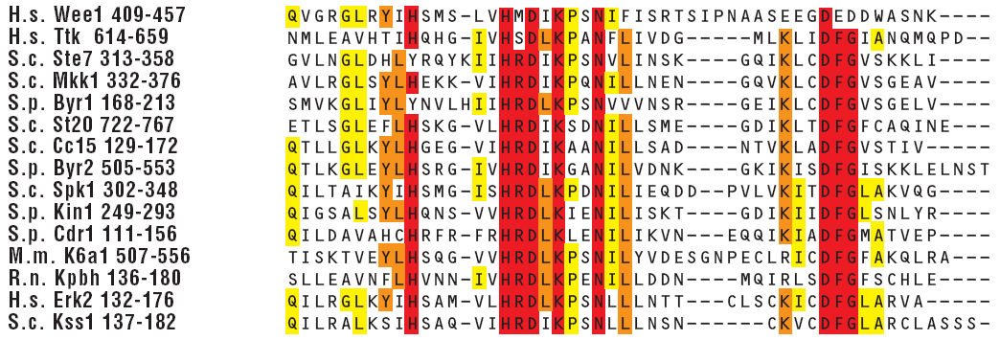 H.s. Wee1 409-457 QVGRGLRYIHSMS-LVHMDIKPSNIFISRTSIPNAASEEGDEDDWASNK----
H.s. Ttk 614-659 NMLEAVHTIHQHG-IVHSDLKPANFLIVDG-----MLKLIDFGIANQMQPD--
S.c. Ste7 313-358 GVLNGLDHLYRQYKIIHRDIKPSNVLINSK----GQIKLCDFGVSKKLI----
S.c. Mkk1 332-376 AVLRGLSYLHEKK-VIHRDIKPQNILLNEN----GQVKLCDFGVSGEAV---
S.p. Byr1 168-213 SMVKGLIYLYNVLHIIHRDLKPSNVVVNSR----GEIKLCDFGVSGELV---
S.c. St20 722-767 ETLSGLEFLHSKG-VLHRDIKSDNILLSME----GDIKLTDFGFCAQINE---
S.c. Cc15 129-172 QTLLGLKYLHGEG-VIHRDIKAANILLSAD----NTVKLADFGVSTIV-----
S.p. Byr2 505-553 QTLKGLEYLHSRG-IVHRDIKGANILVDNK----GKIKISDFGISKKLELNST
S.c. Spk1 302-348 QILTAIKYIHSMG-ISHRDLKPDNILIEQDD--PVLVKITDFGLAKVQG----
S.p. Kin1 249-293 QIGSALSYLHQNS-VVHRDLKIENILISKT----GDIKIIDFGLSNLYR----
S.p. Cdr1 111-156 QILDAVAHCHRFR-FRHRDLKLENILIKVN---EQQIKIADFGMATVEP----
M.m. K6a1 507-556 TISKTVEYLHSQG-VVHRDLKPSNILYVDESGNPECLRICDFGFAKQLRA---
R.n. Kpbh 136-180 SLLEAVNFLHVNN-IVHRDLKPENILLDDN----MQIRLSDFGFSCHLE----
H.s. Erk2 132-176 QILRGLKYIHSAM-VLHRDLKPSNLLLNTT---CLSCKICDFGLARVA-----
S.c. Kss1 137-182 QILRALKSIHSAQ-VIHRDIKPSNLLLNSN------CKVCDFGLARCLASSS-